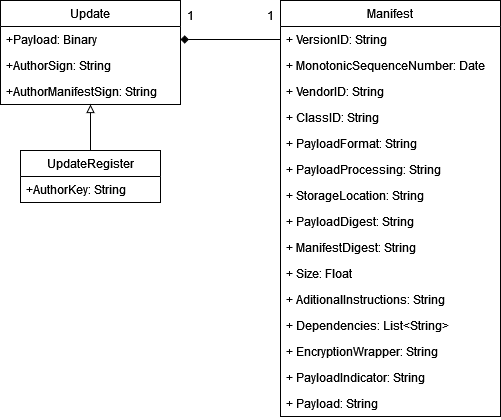 Update
+Payload: Binary
+AuthorSign: String
+AuthorManifestSign: String
UpdateRegister
+AuthorKey: String
1
1
Manifest
+ VersionID: String
+ MonotonicSequenceNumber: Date
+ VendorID: String
+ ClassID: String
+ PayloadFormat: String
+ PayloadProcessing: String
+ StorageLocation: String
+ PayloadDigest: String
+ ManifestDigest: String
+ Size: Float
+ AditionalInstructions: String
+ Dependencies: List<String>
+ EncryptionWrapper: String
+ PayloadIndicator: String
+ Payload: String